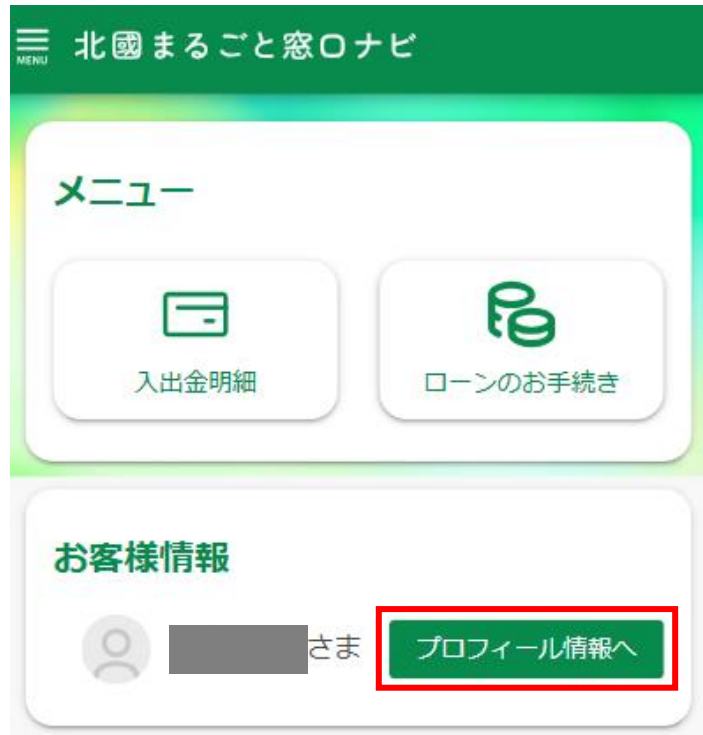 MENU
北國まるごと窓口ナビ
メニュー
入出金明細
ローンのお手続き
お客様情報
さま
プロフィール情報へ